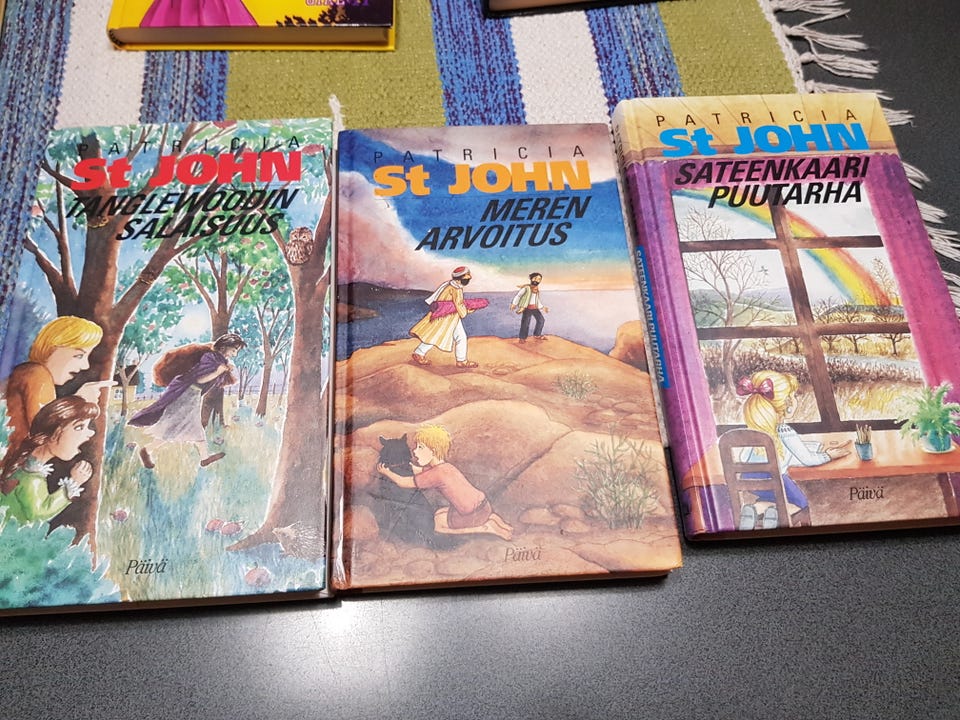 PATRICIA
St JOHN
TANGLEWOODIN
SALAISUUS
Päivä
PATRICIA
St JOHN
MEREN
ARVOITUS
Päivä
PATRICIA
St JOHN
SATEENKAARI
PUUTARHA
SATEENKAARI PUUTARHA
Päivä